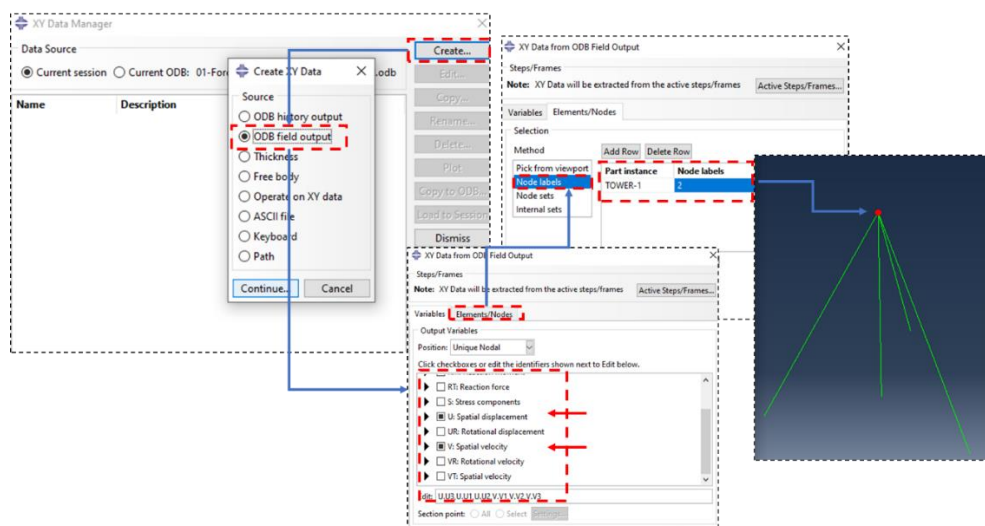 XY Data Manager
Data Source
Current session
Current ODB: 01-For
.odb
Name Description
Create...
Edit...
Copy...
Rename...
Delete...
Plot
Copy to ODB...
Load to Session
Dismiss
Create XY Data
Source
ODB history output
ODB field output
Thickness
Free body
Operate on XY data
ASCII file
Keyboard
Path
Continue...
Cancel
XY Data from ODB Field Output
Steps/Frames
Note: XY Data will be extracted from the active steps/frames
Active Steps/Frames...
Variables Elements/Nodes
Selection
Method
Add Row Delete Row
Pick from viewport
Node labels
Node sets
Internal sets
Part instance Node labels
TOWER-1 2
XY Data from ODB Field Output
Steps/Frames
Note: XY Data will be extracted from the active steps/frames
Active Steps/Frames...
Variables Elements/Nodes
Output Variables
Position: Unique Nodal
Click checkboxes or edit the identifiers shown next to Edit below.
RT: Reaction force
S: Stress components
U: Spatial displacement
UR: Rotational displacement
V: Spatial velocity
VR: Rotational velocity
VT: Spatial velocity
Section point: All Select Settings...